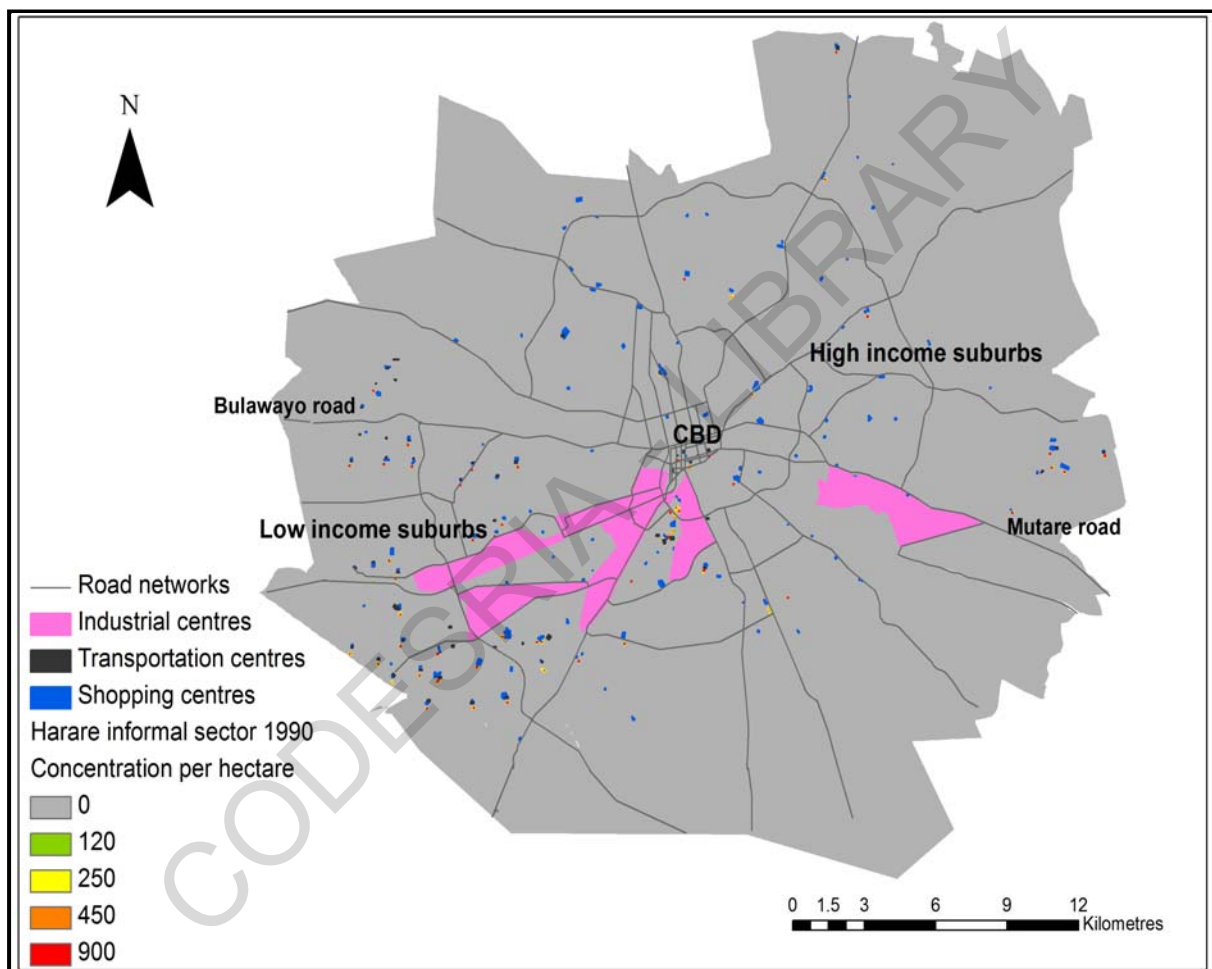 N
High income suburbs
Bulawayo road
CBD
Low income suburbs
Mutare road
Road networks
Industrial centres
Transportation centres
Shopping centres
Harare informal sector 1990
Concentration per hectare
0
120
250
450
900
0 1.5 3 6 9 12
Kilometres
CODESRIA-LIBRARY